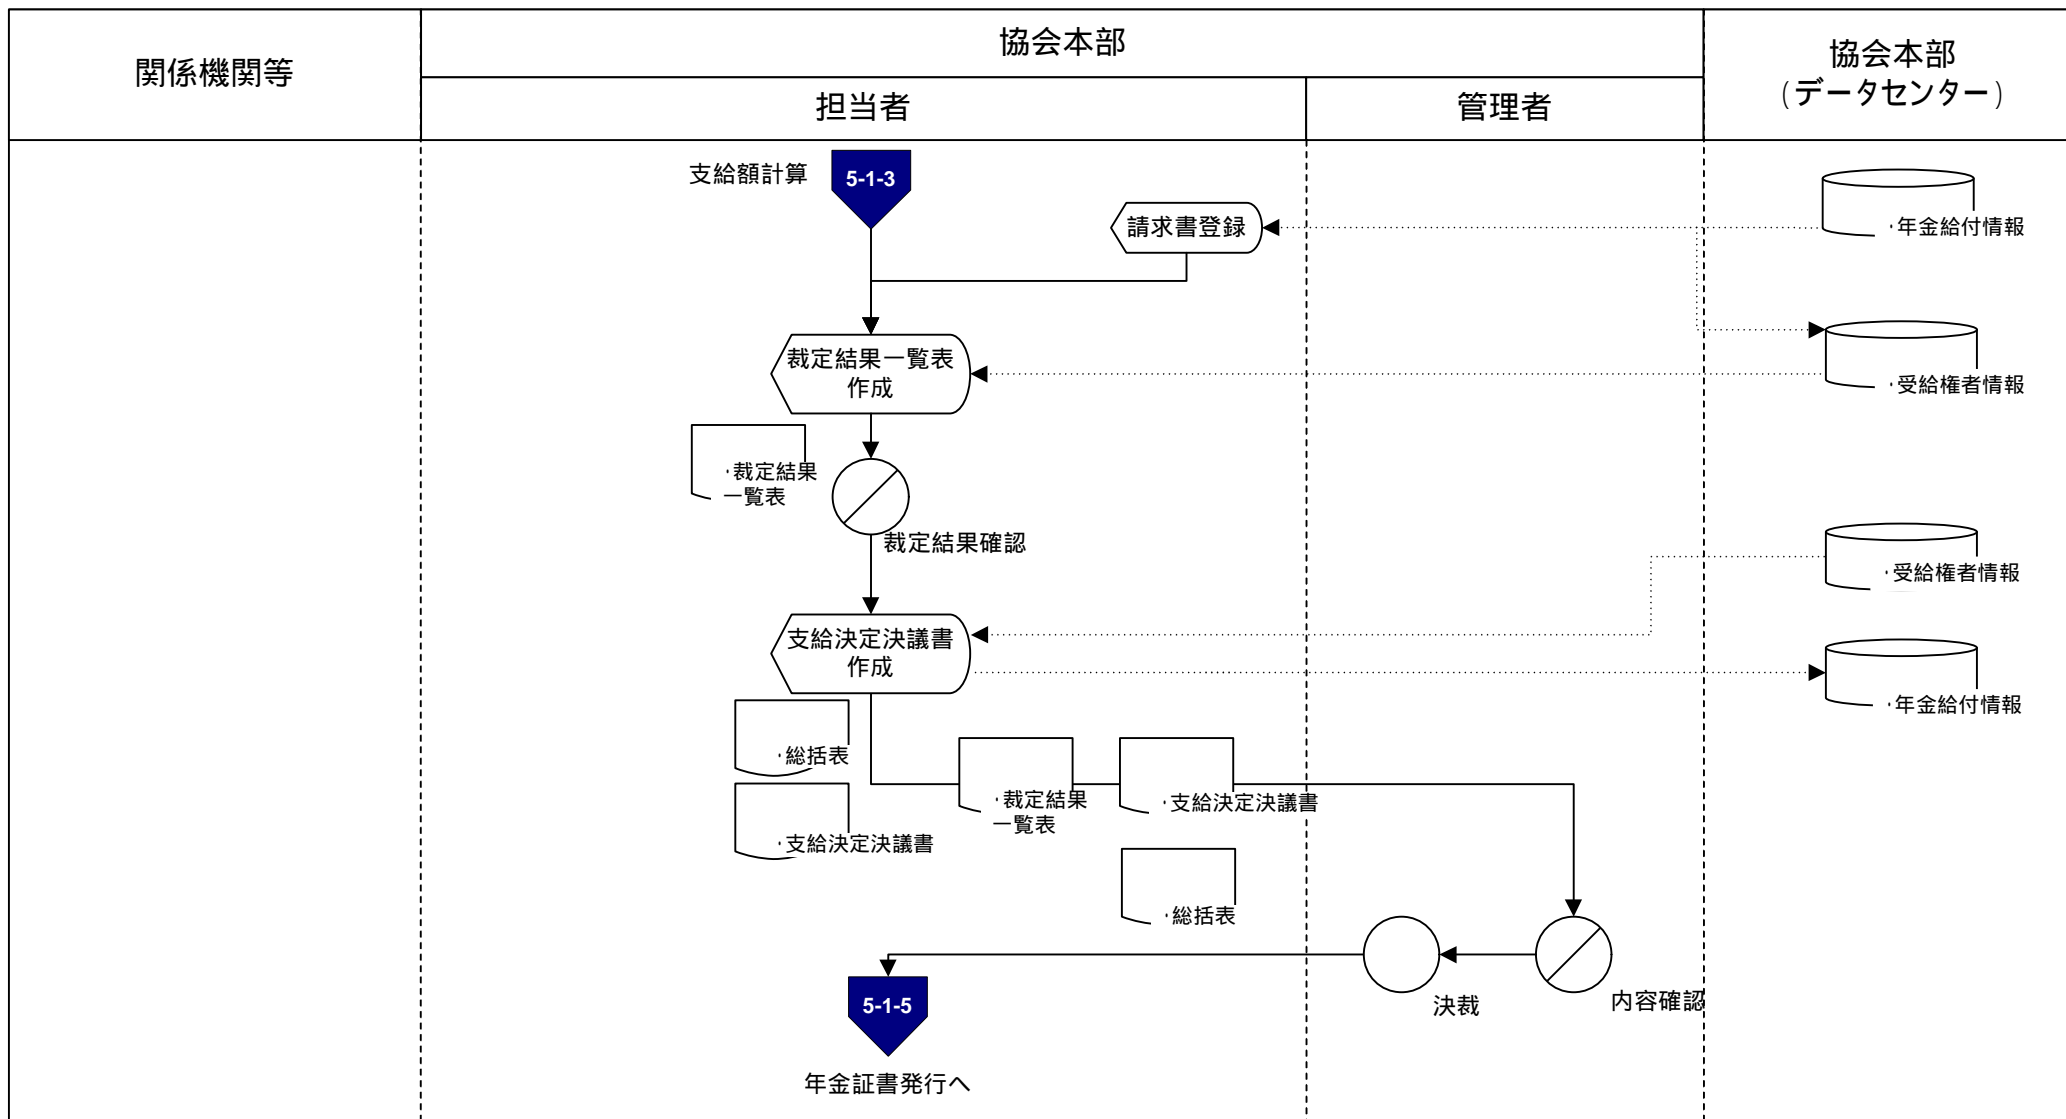 関係機関等
協会本部
担当者
管理者
協会本部
(データセンター)
支給額計算
5-1-3
請求書登録
・年金給付情報
裁定結果一覧表
作成
・受給権者情報
・裁定結果
一覧表
裁定結果確認
・受給権者情報
支給決定決議書
作成
・年金給付情報
・総括表
・裁定結果
一覧表
・支給決定決議書
・支給決定決議書
・総括表
決裁
内容確認
5-1-5
年金証書発行へ